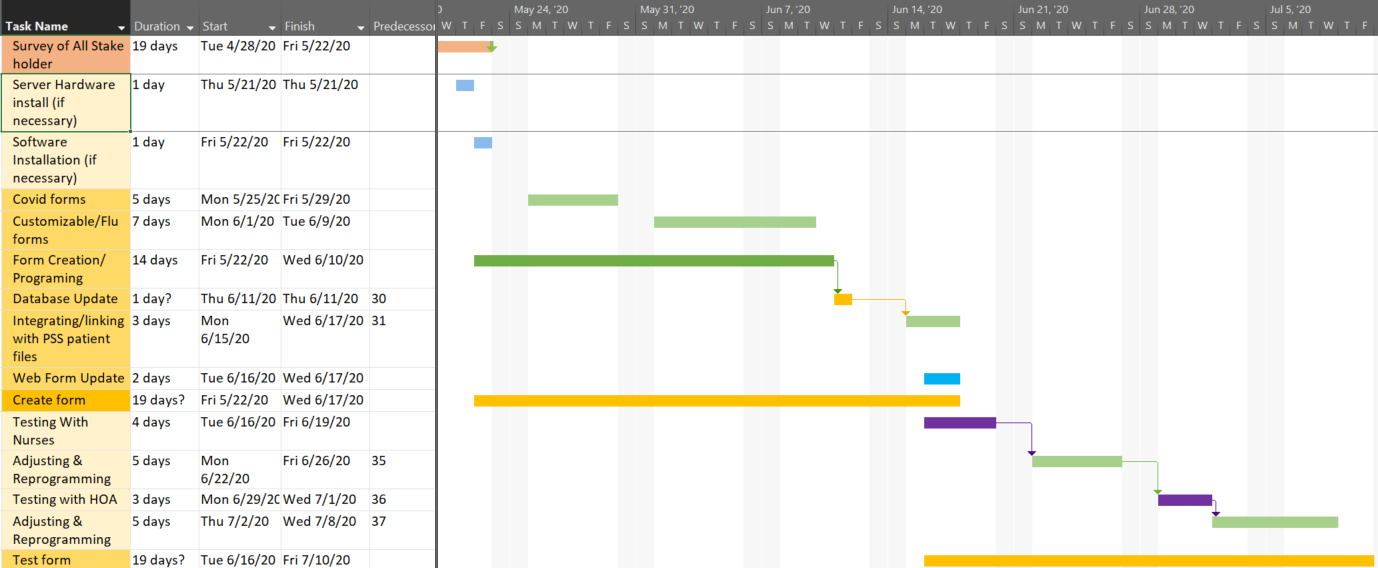 0 May 24, '20 May 31, '20 Jun 7, '20 Jun 14, '20 Jun 21, '20 Jun 28, '20 Jul 5, '20
Task Name Duration Start Finish Predecessor W T F S S M T W T F S S M T W T F S S M T W T F S S M T W T F S S M T W T F S S M T W T F S S M T W T F
Survey of All Stake 19 days Tue 4/28/20 Fri 5/22/20
holder
Server Hardware 1 day Thu 5/21/20 Thu 5/21/20
install (if
necessary)
Software 1 day Fri 5/22/20 Fri 5/22/20
Installation (if
necessary)
Covid forms 5 days Mon 5/25/20 Fri 5/29/20
Customizable/Flu 7 days Mon 6/1/20 Tue 6/9/20
forms
Form Creation/ 14 days Fri 5/22/20 Wed 6/10/20
Programing
Database Update 1 day? Thu 6/11/20 Thu 6/11/20 30
Integrating/linking 3 days Mon Wed 6/17/20 31
with PSS patient 6/15/20
files
Web Form Update 2 days Tue 6/16/20 Wed 6/17/20
Create form 19 days? Fri 5/22/20 Wed 6/17/20
Testing With 4 days Tue 6/16/20 Fri 6/19/20
Nurses
Adjusting & 5 days Mon Fri 6/26/20 35
Reprogramming 6/22/20
Testing with HOA 3 days Mon 6/29/20 Wed 7/1/20 36
Adjusting & 5 days Thu 7/2/20 Wed 7/8/20 37
Reprogramming
Test form 19 days? Tue 6/16/20 Fri 7/10/20